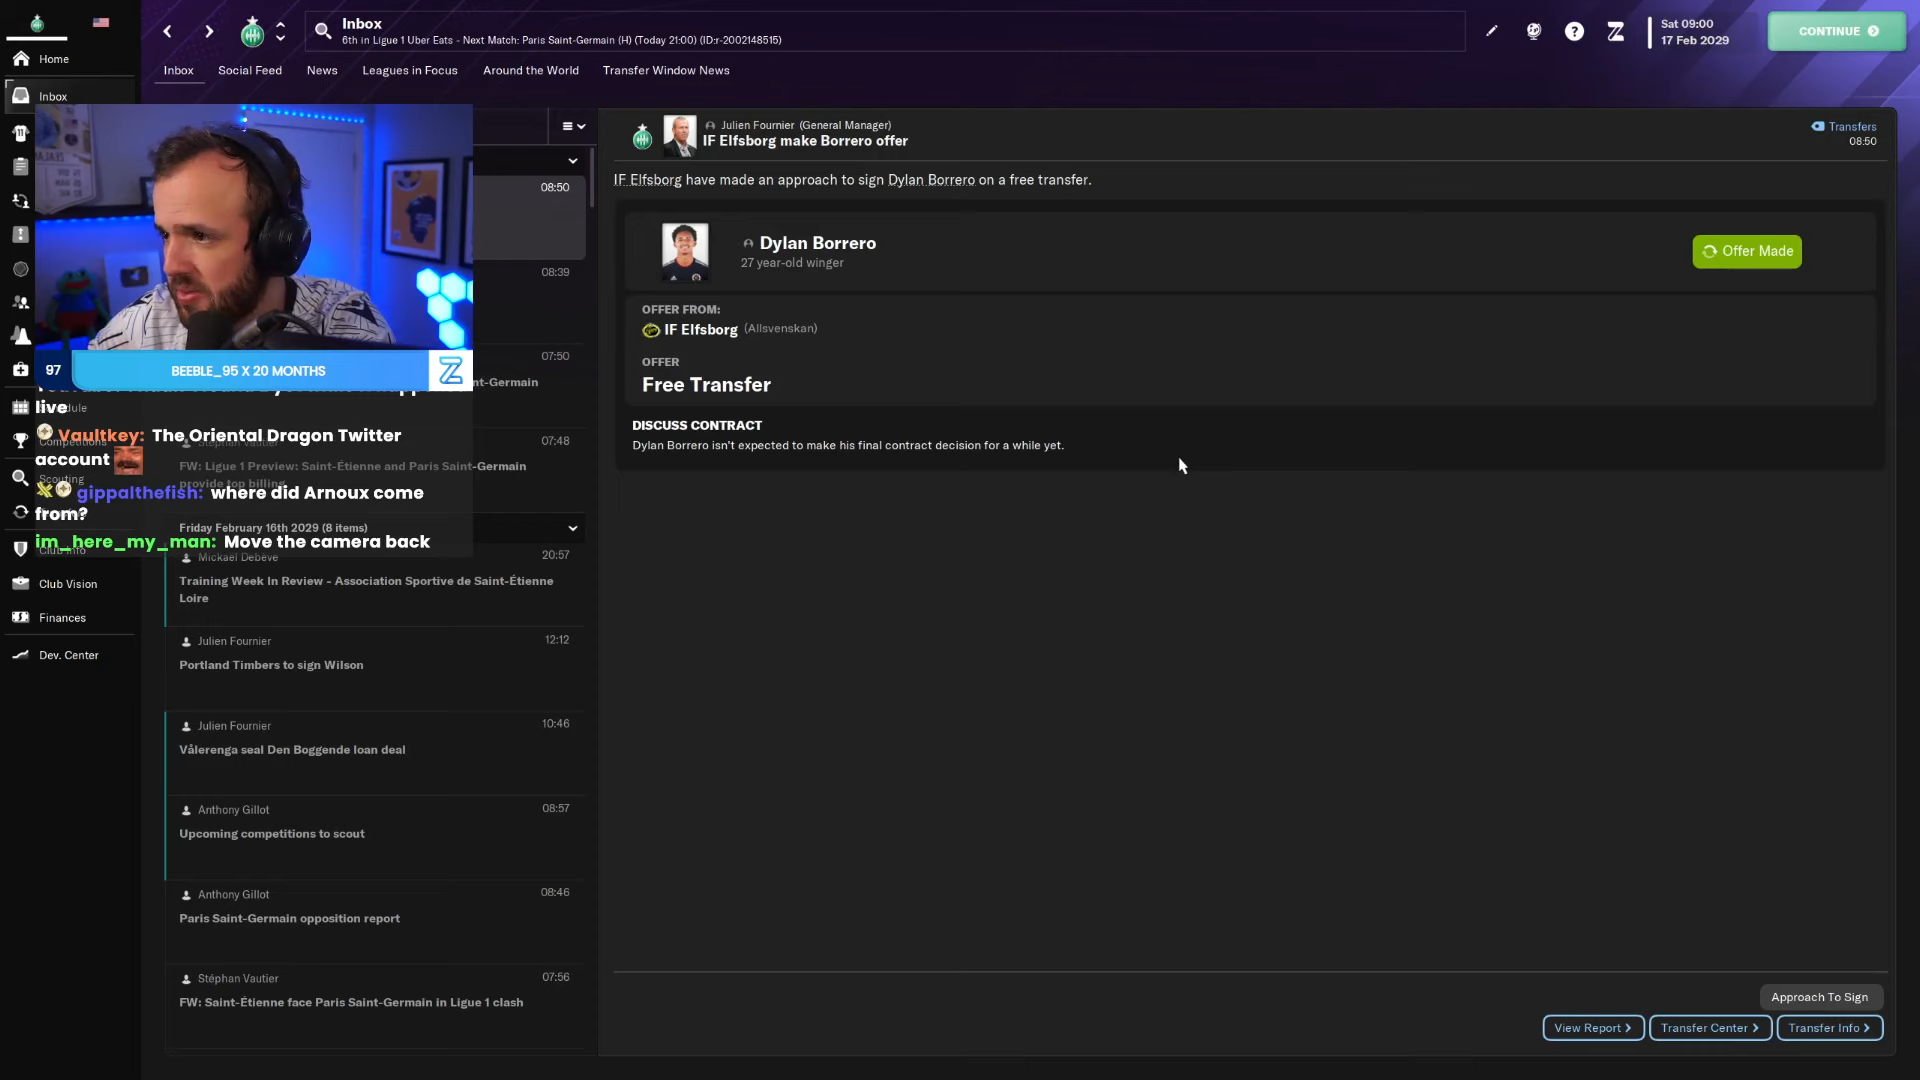 Inbox
6th in Ligue 1 Uber Eats - Next Match: Paris Saint-Germain (H) (Today 21:00) (ID:r-2002148515)
Sat 09:00
17 Feb 2029
CONTINUE
Home
Inbox
Social Feed
News
Leagues in Focus
Around the World
Transfer Window News
Inbox
08:50
08:39
07:50
nt-Germain
07:48
FW: Ligue 1 Preview: Saint-Étienne and Paris Saint-Germain
provide top billing
97
BEEBLE_95 X 20 MONTHS
live
Vaultkey: The Oriental Dragon Twitter
account
gippalthefish: where did Arnoux come
from?
im_here_my_man: Move the camera back
Competitions
Scouting
Club Info
Club Vision
Finances
Dev. Center
Friday February 16th 2029 (8 items)
Mickaël Debève
20:57
Training Week In Review - Association Sportive de Saint-Étienne
Loire
Julien Fournier
12:12
Portland Timbers to sign Wilson
Julien Fournier
10:46
Vålerenga seal Den Boggende loan deal
Anthony Gillot
08:57
Upcoming competitions to scout
Anthony Gillot
08:46
Paris Saint-Germain opposition report
Stéphan Vautier
07:56
FW: Saint-Étienne face Paris Saint-Germain in Ligue 1 clash
Julien Fournier (General Manager)
IF Elfsborg make Borrero offer
Transfers
08:50
IF Elfsborg have made an approach to sign Dylan Borrero on a free transfer.
Dylan Borrero
27 year-old winger
Offer Made
OFFER FROM:
IF Elfsborg (Allsvenskan)
OFFER
Free Transfer
DISCUSS CONTRACT
Dylan Borrero isn't expected to make his final contract decision for a while yet.
Approach To Sign
View Report
Transfer Center
Transfer Info